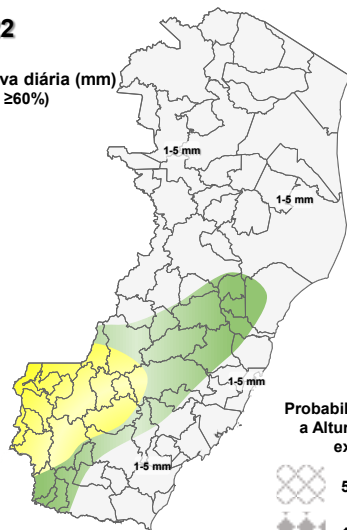 2
va diária (mm)
≥60%)
1-5 mm
1-5 mm
1-5 mm
1-5 mm
Probabil
a Altur
ex
5